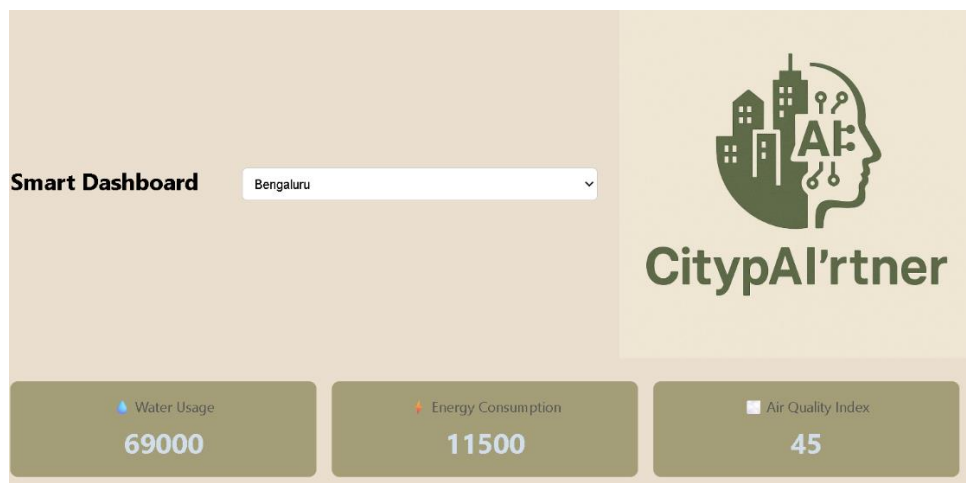 Smart Dashboard
Bengaluru
AI
CitypAI'rtner
Water Usage
69000
Energy Consumption
11500
Air Quality Index
45